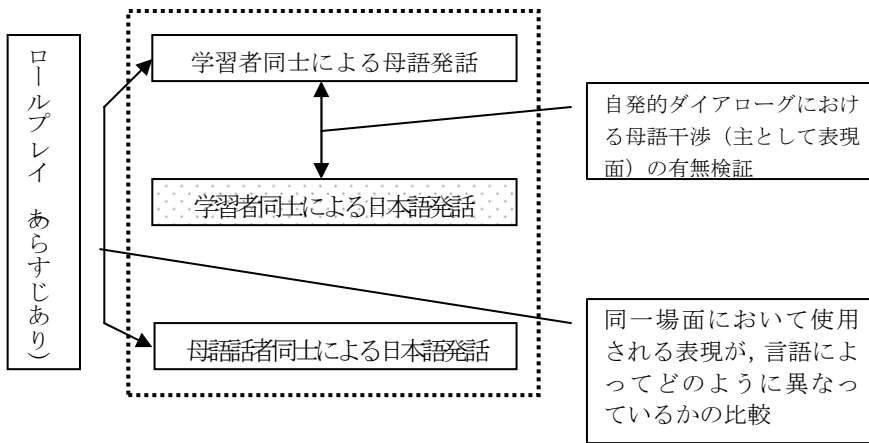 ロールプレイ　あらすじあり）
学習者同士による母語発話
学習者同士による日本語発話
母語話者同士による日本語発話
自発的ダイアローグにおけ
る母語干渉（主として表現
面）の有無検証
同一場面において使用
される表現が，言語によ
ってどのように異なっ
ているかの比較